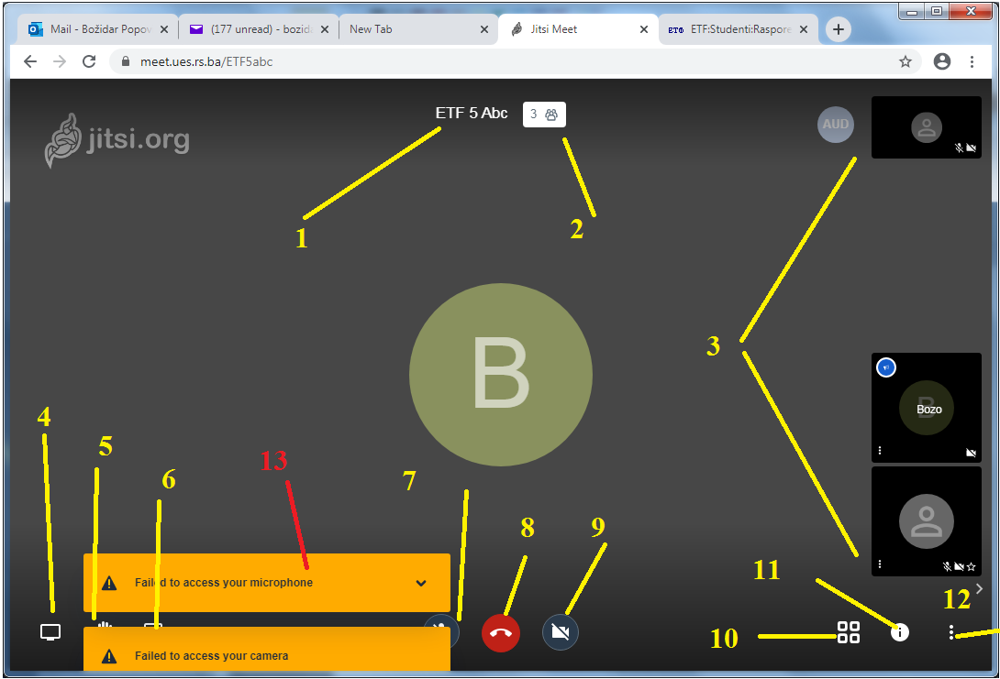 Mail - Božidar Popov
(177 unread) - bozida
New Tab
Jitsi Meet
ETF:Studenti:Raspore
meet.ues.rs.ba/ETF5abc
jitsi.org
ETF 5 Abc
3
AUD
1
2
3
B
Bozo
4
5
6
13
7
8
9
11
12
10
Failed to access your microphone
Failed to access your camera